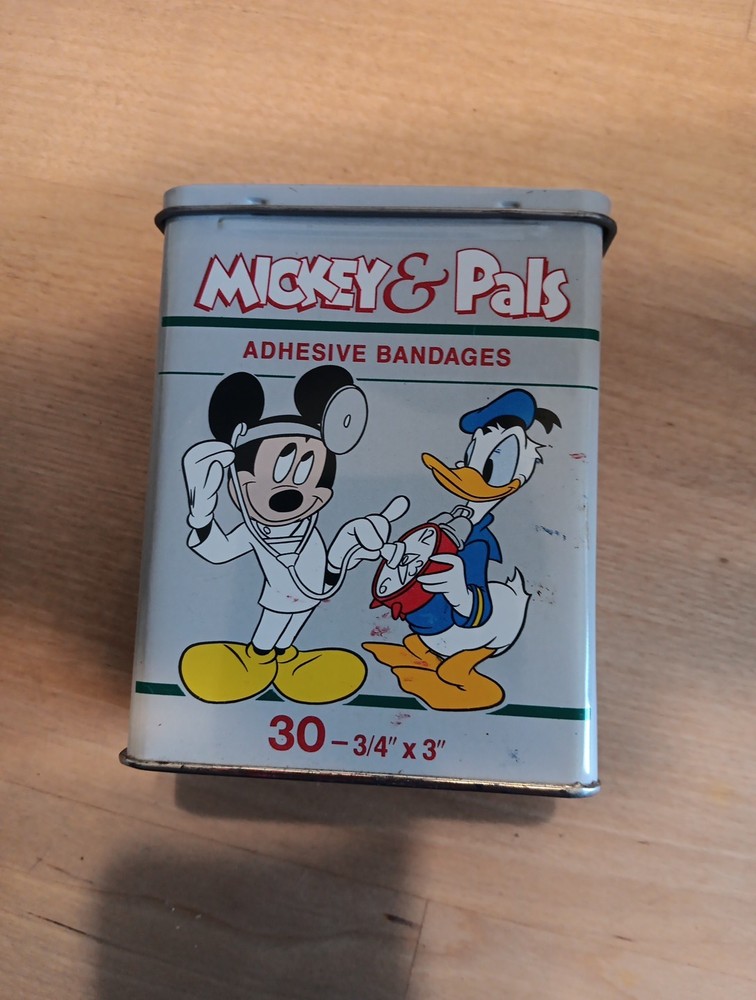 MICKEY & Pals
ADHESIVE BANDAGES
30 – 3/4" x 3"